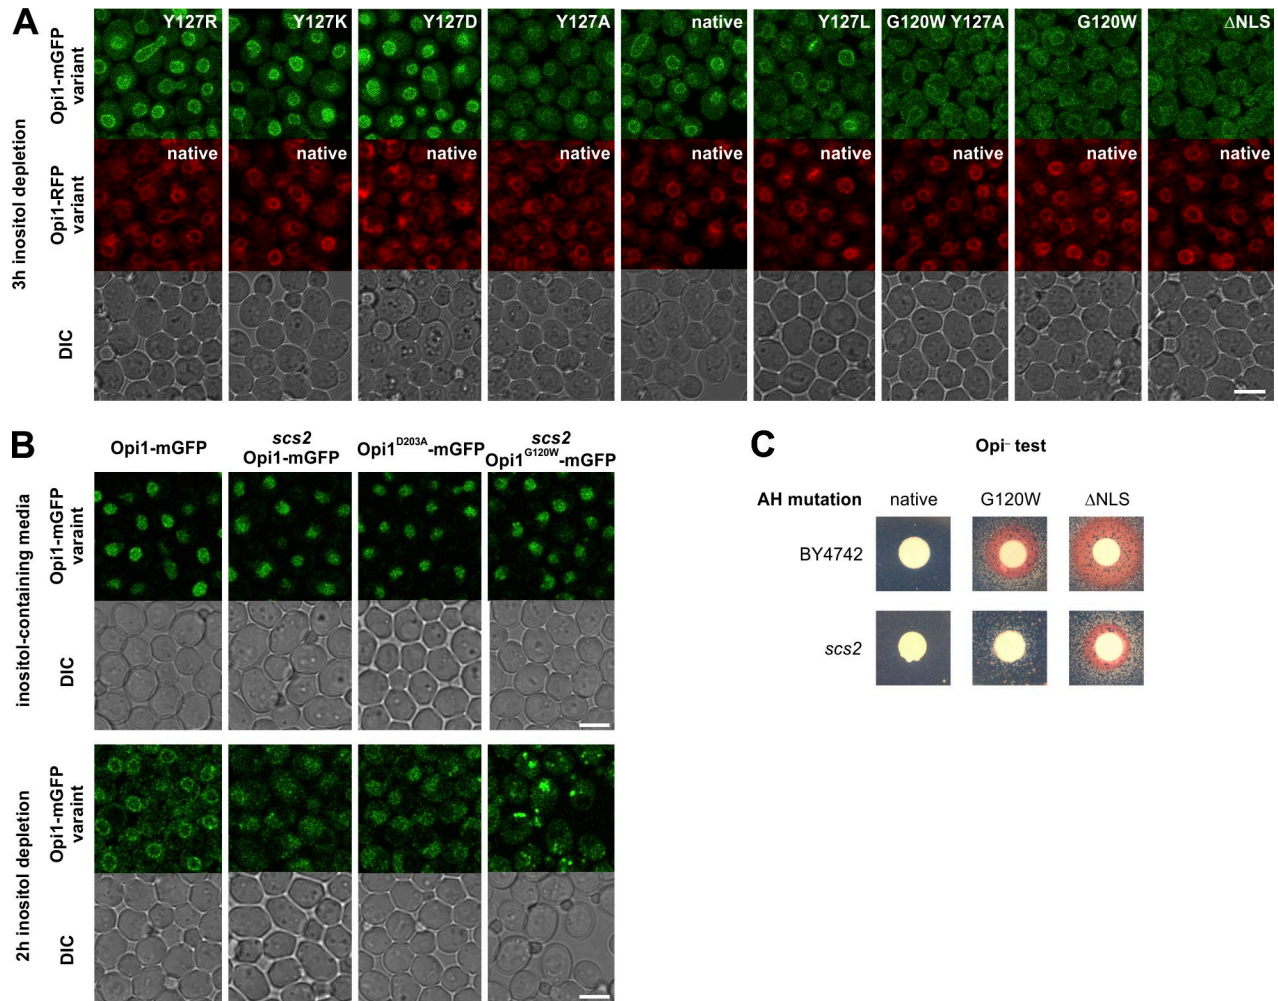 A
Y127R
Y127K
Y127D
Y127A
native
Y127L
G120W Y127A
G120W
ΔNLS
Opi1-mGFP
variant
native
native
native
native
native
native
native
native
native
Opi1-RFP
variant
3h inositol depletion
DIC
B
Opi1-mGFP
scs2
Opi1-mGFP
Opi1D203A-mGFP
scs2
Opi1G120W-mGFP
Opi1-mGFP
varaint
inositol-containing media
DIC
Opi1-mGFP
varaint
2h inositol depletion
DIC
C
Opi– test
AH mutation
native
G120W
ΔNLS
BY4742
scs2